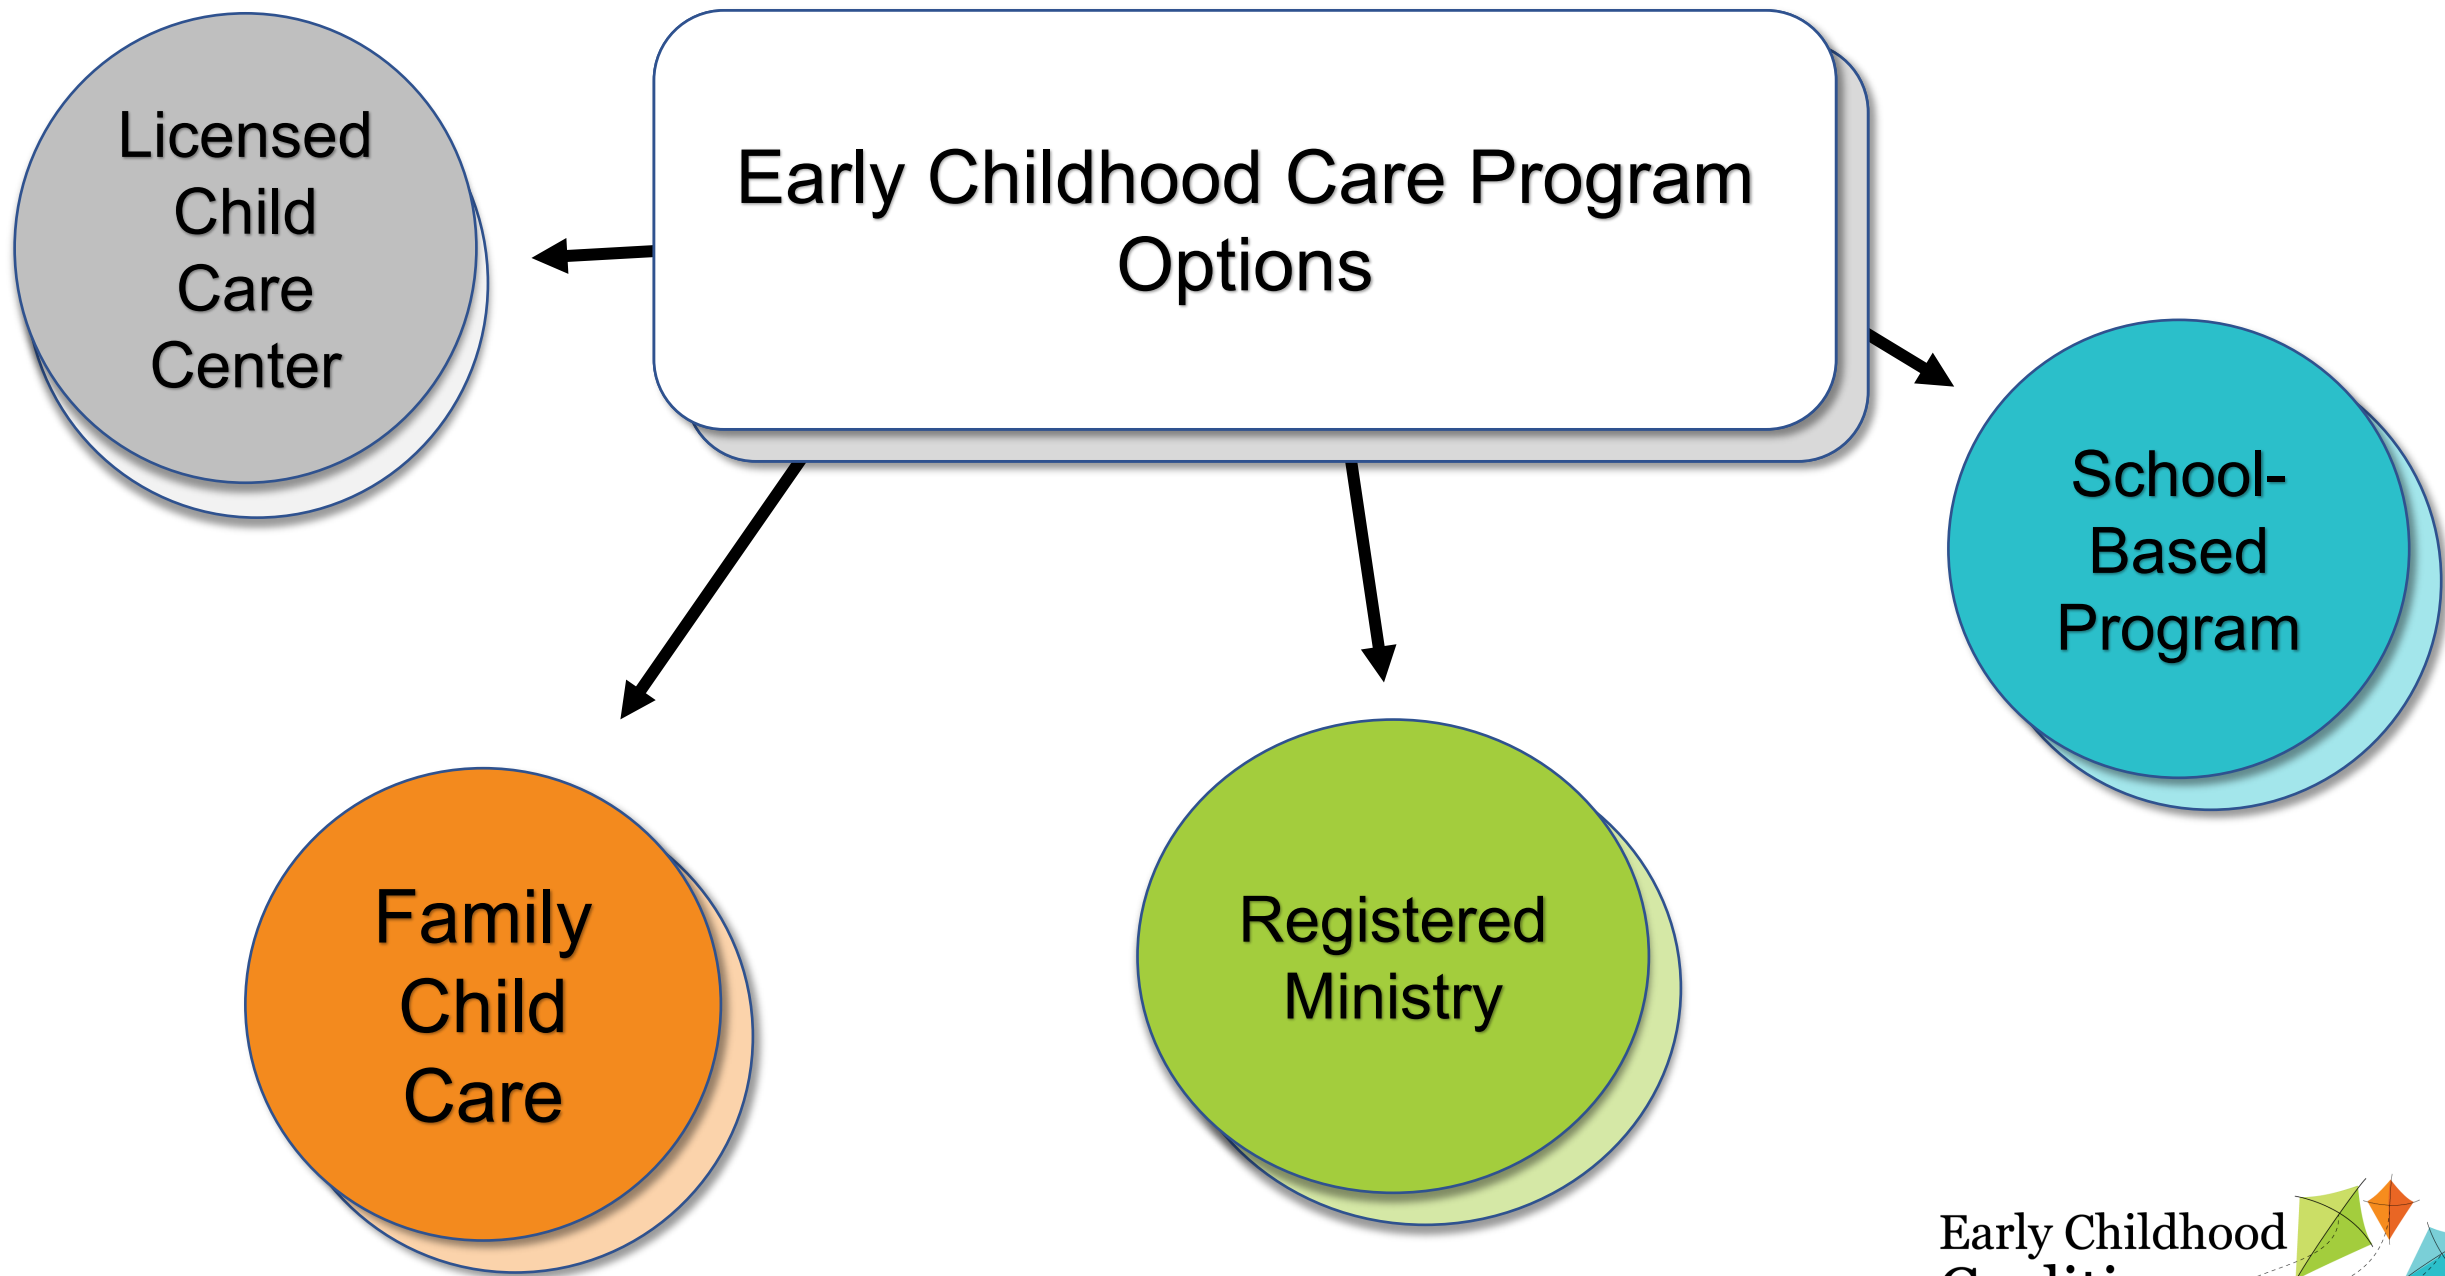 Licensed
Child
Care
Center
Early Childhood Care Program
Options
School-
Based
Program
Family
Child
Care
Registered
Ministry
Early Childhood